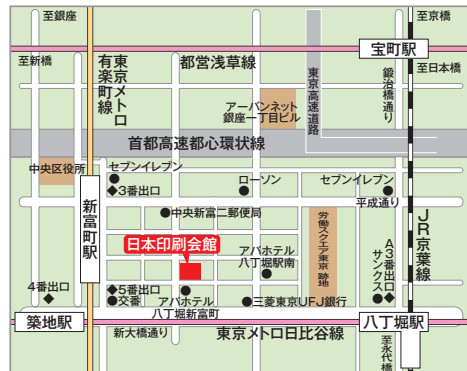 至銀座
至京橋
宝町駅
至新橋
東京メトロ
有楽町線
都営浅草線
東京高速道路
鍛冶橋通り
至日本橋
アーバンネット
銀座一丁目ビル
首都高速都心環状線
中央区役所
セブンイレブン
◆3番出口
ローソン
セブンイレブン
平成通り
新富町駅
中央新富二郵便局
労働スクエア東京 跡地
JR京葉線
日本印刷会館
アパホテル
八丁堀駅南
A3番出口
サンクス
4番出口
◆5番出口
交番
アパホテル
八丁堀新富町
三菱東京UFJ銀行
築地駅
新大橋通り
東京メトロ日比谷線
八丁堀駅
至永代橋